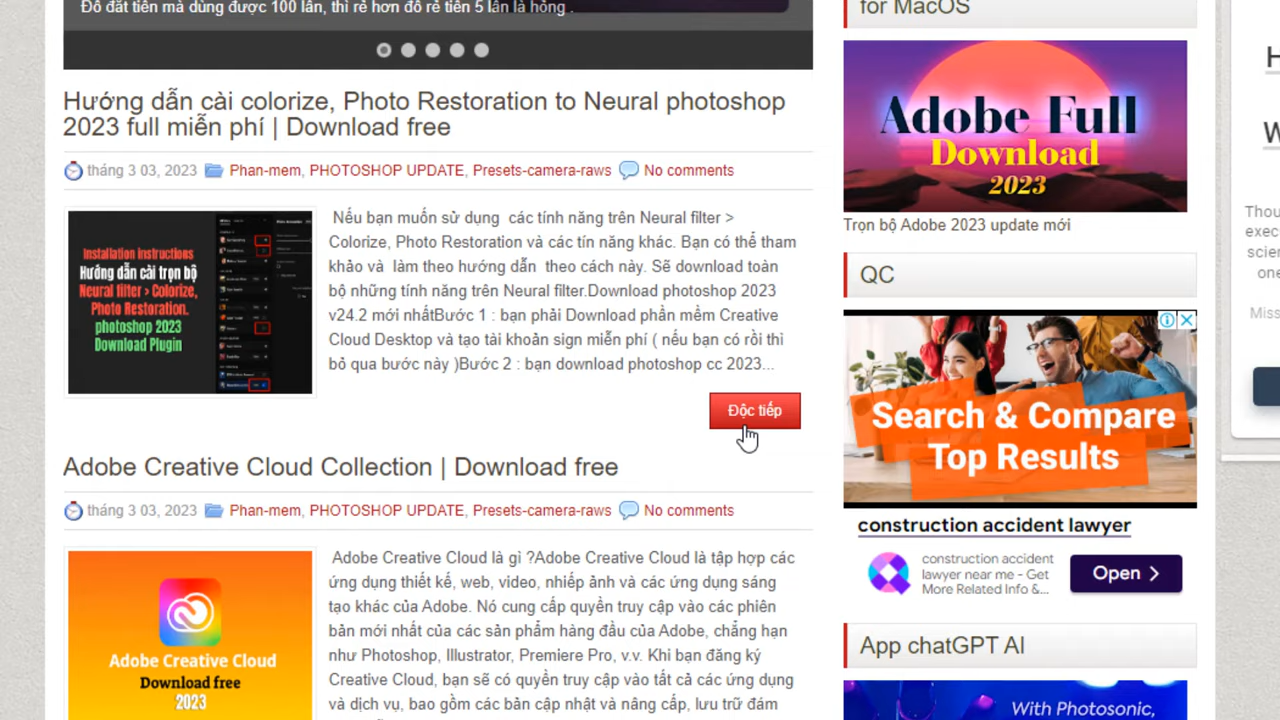 Đồ đắt tiền mà dùng được 100 lần, thì rẻ hơn đồ rẻ tiền 5 lần là hỏng .
Hướng dẫn cài colorize, Photo Restoration to Neural photoshop
2023 full miễn phí | Download free
tháng 3 03, 2023 Phan-mem, PHOTOSHOP UPDATE, Presets-camera-raws No comments
Installation instructions
Hướng dẫn cài trọn bộ
Neural filter > Colorize,
Photo Restoration.
photoshop 2023
Download Plugin
Nếu bạn muốn sử dụng các tính năng trên Neural filter >
Colorize, Photo Restoration và các tín năng khác. Bạn có thể tham
khảo và làm theo hướng dẫn theo cách này. Sẽ download toàn
bộ những tính năng trên Neural filter.Download photoshop 2023
v24.2 mới nhấtBước 1 : bạn phải Download phần mềm Creative
Cloud Desktop và tạo tài khoản sign miễn phí ( nếu bạn có rồi thì
bỏ qua bước này )Bước 2 : bạn download photoshop cc 2023...
Độc tiếp
Adobe Creative Cloud Collection | Download free
tháng 3 03, 2023 Phan-mem, PHOTOSHOP UPDATE, Presets-camera-raws No comments
Adobe Creative Cloud
Download free
2023
Adobe Creative Cloud là gì ?Adobe Creative Cloud là tập hợp các
ứng dụng thiết kế, web, video, nhiếp ảnh và các ứng dụng sáng
tạo khác của Adobe. Nó cung cấp quyền truy cập vào các phiên
bản mới nhất của các sản phẩm hàng đầu của Adobe, chẳng hạn
như Photoshop, Illustrator, Premiere Pro, v.v. Khi bạn đăng ký
Creative Cloud, bạn sẽ có quyền truy cập vào tất cả các ứng dụng
và dịch vụ, bao gồm các bản cập nhật và nâng cấp, lưu trữ đám
for MacOS
Adobe Full
Download
2023
Trọn bộ Adobe 2023 update mới
QC
Search & Compare
Top Results
construction accident lawyer
construction accident
lawyer near me - Get
More Related Info &...
Open
App chatGPT AI
With Photosonic,
H
W
Thou
exec
scier
one
Miss